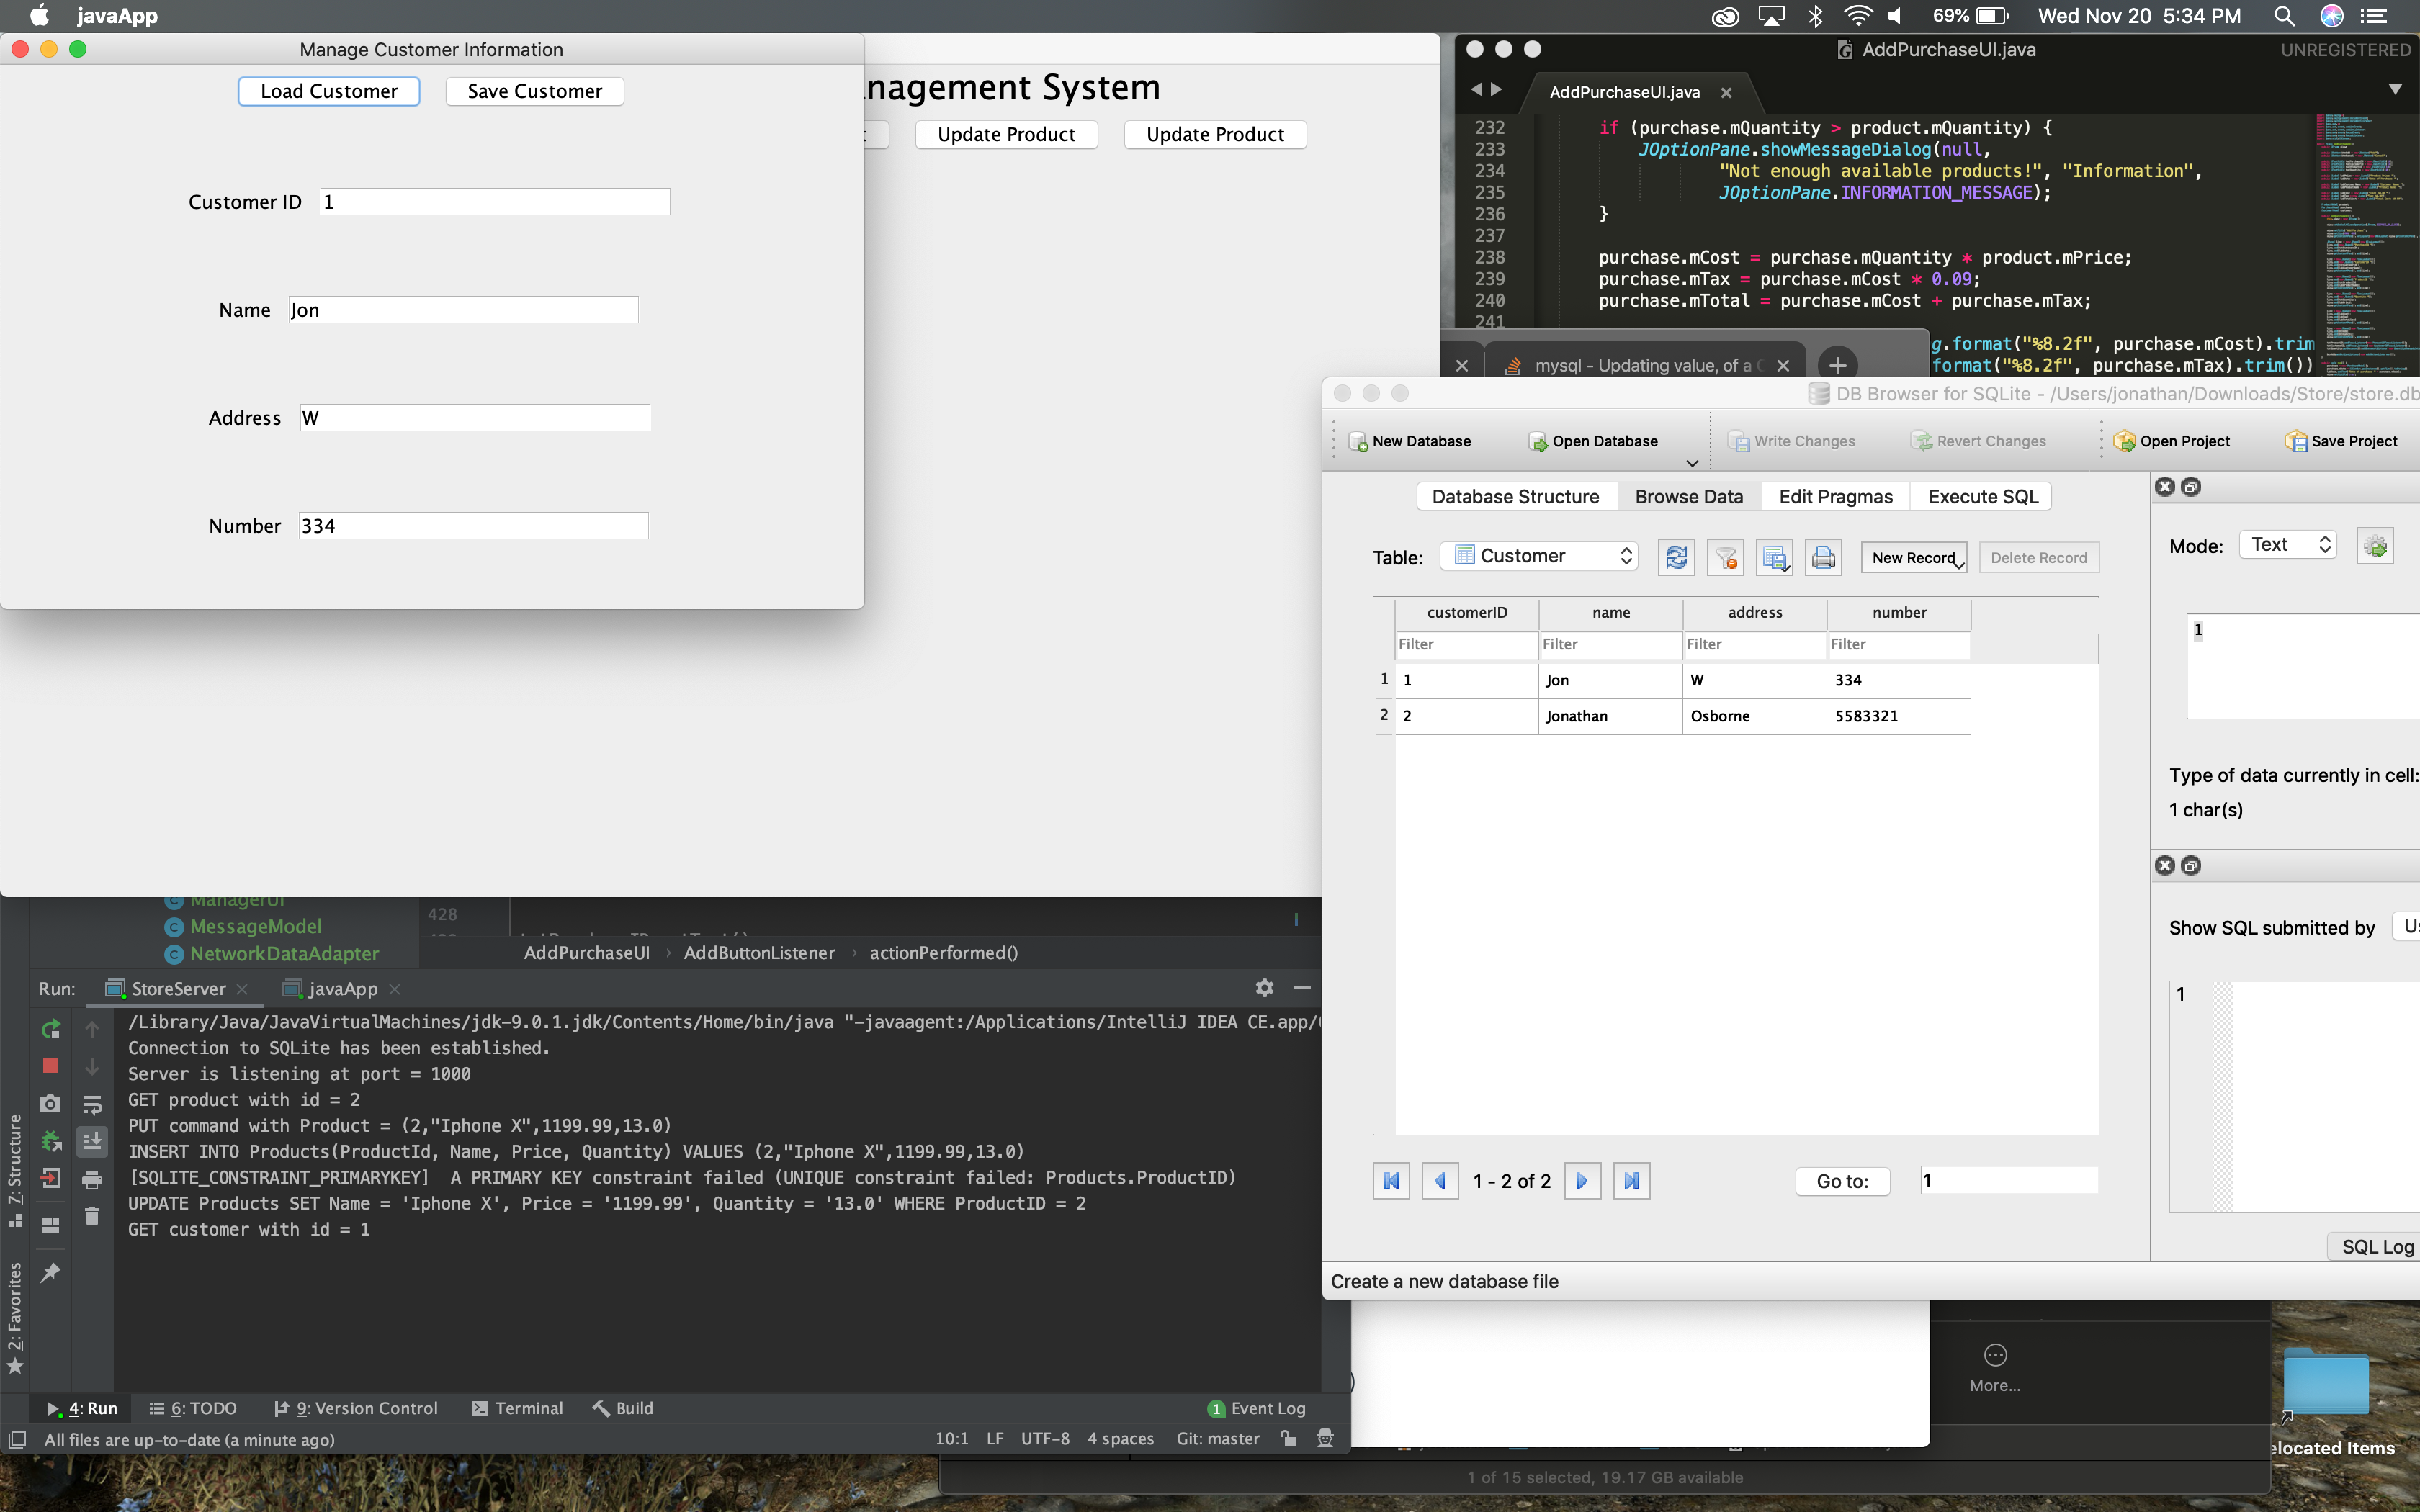 javaApp
69%
Wed Nov 20 5:34 PM
Manage Customer Information
Load Customer
Save Customer
Customer ID
1
Name
Jon
Address
W
Number
334
nagement System
Update Product
Update Product
AddPurchaseUI.java
UNREGISTERED
AddPurchaseUI.java
232 if (purchase.mQuantity > product.mQuantity) {
233 JOptionPane.showMessageDialog(null,
234 "Not enough available products!", "Information",
235 JOptionPane.INFORMATION_MESSAGE);
236 }
237
238 purchase.mCost = purchase.mQuantity * product.mPrice;
239 purchase.mTax = purchase.mCost * 0.09;
240 purchase.mTotal = purchase.mCost + purchase.mTax;
241
g.format("%8.2f", purchase.mCost).trim
format("%8.2f", purchase.mTax).trim())
mysql - Updating value, of a
DB Browser for SQLite - /Users/jonathan/Downloads/Store/store.db
New Database
Open Database
Write Changes
Revert Changes
Open Project
Save Project
Database Structure
Browse Data
Edit Pragmas
Execute SQL
Table:
Customer
New Record
Delete Record
customerID name address number
Filter Filter Filter Filter
1 1 Jon W 334
2 2 Jonathan Osborne 5583321
1 - 2 of 2
Go to:
1
Create a new database file
Mode:
Text
1
Type of data currently in cell:
1 char(s)
Show SQL submitted by
Us
1
SQL Log
ManagerUI
MessageModel
NetworkDataAdapter
428
AddPurchaseUI
AddButtonListener
actionPerformed()
Run:
StoreServer
javaApp
/Library/Java/JavaVirtualMachines/jdk-9.0.1.jdk/Contents/Home/bin/java "-javaagent:/Applications/IntelliJ IDEA CE.app/
Connection to SQLite has been established.
Server is listening at port = 1000
GET product with id = 2
PUT command with Product = (2,"Iphone X",1199.99,13.0)
INSERT INTO Products(ProductId, Name, Price, Quantity) VALUES (2,"Iphone X",1199.99,13.0)
[SQLITE_CONSTRAINT_PRIMARYKEY]  A PRIMARY KEY constraint failed (UNIQUE constraint failed: Products.ProductID)
UPDATE Products SET Name = 'Iphone X', Price = '1199.99', Quantity = '13.0' WHERE ProductID = 2
GET customer with id = 1
Z: Structure
2: Favorites
4: Run
6: TODO
9: Version Control
Terminal
Build
1 Event Log
All files are up-to-date (a minute ago)
10:1
LF
UTF-8
4 spaces
Git: master
More...
elocated Items
1 of 15 selected, 19.17 GB available